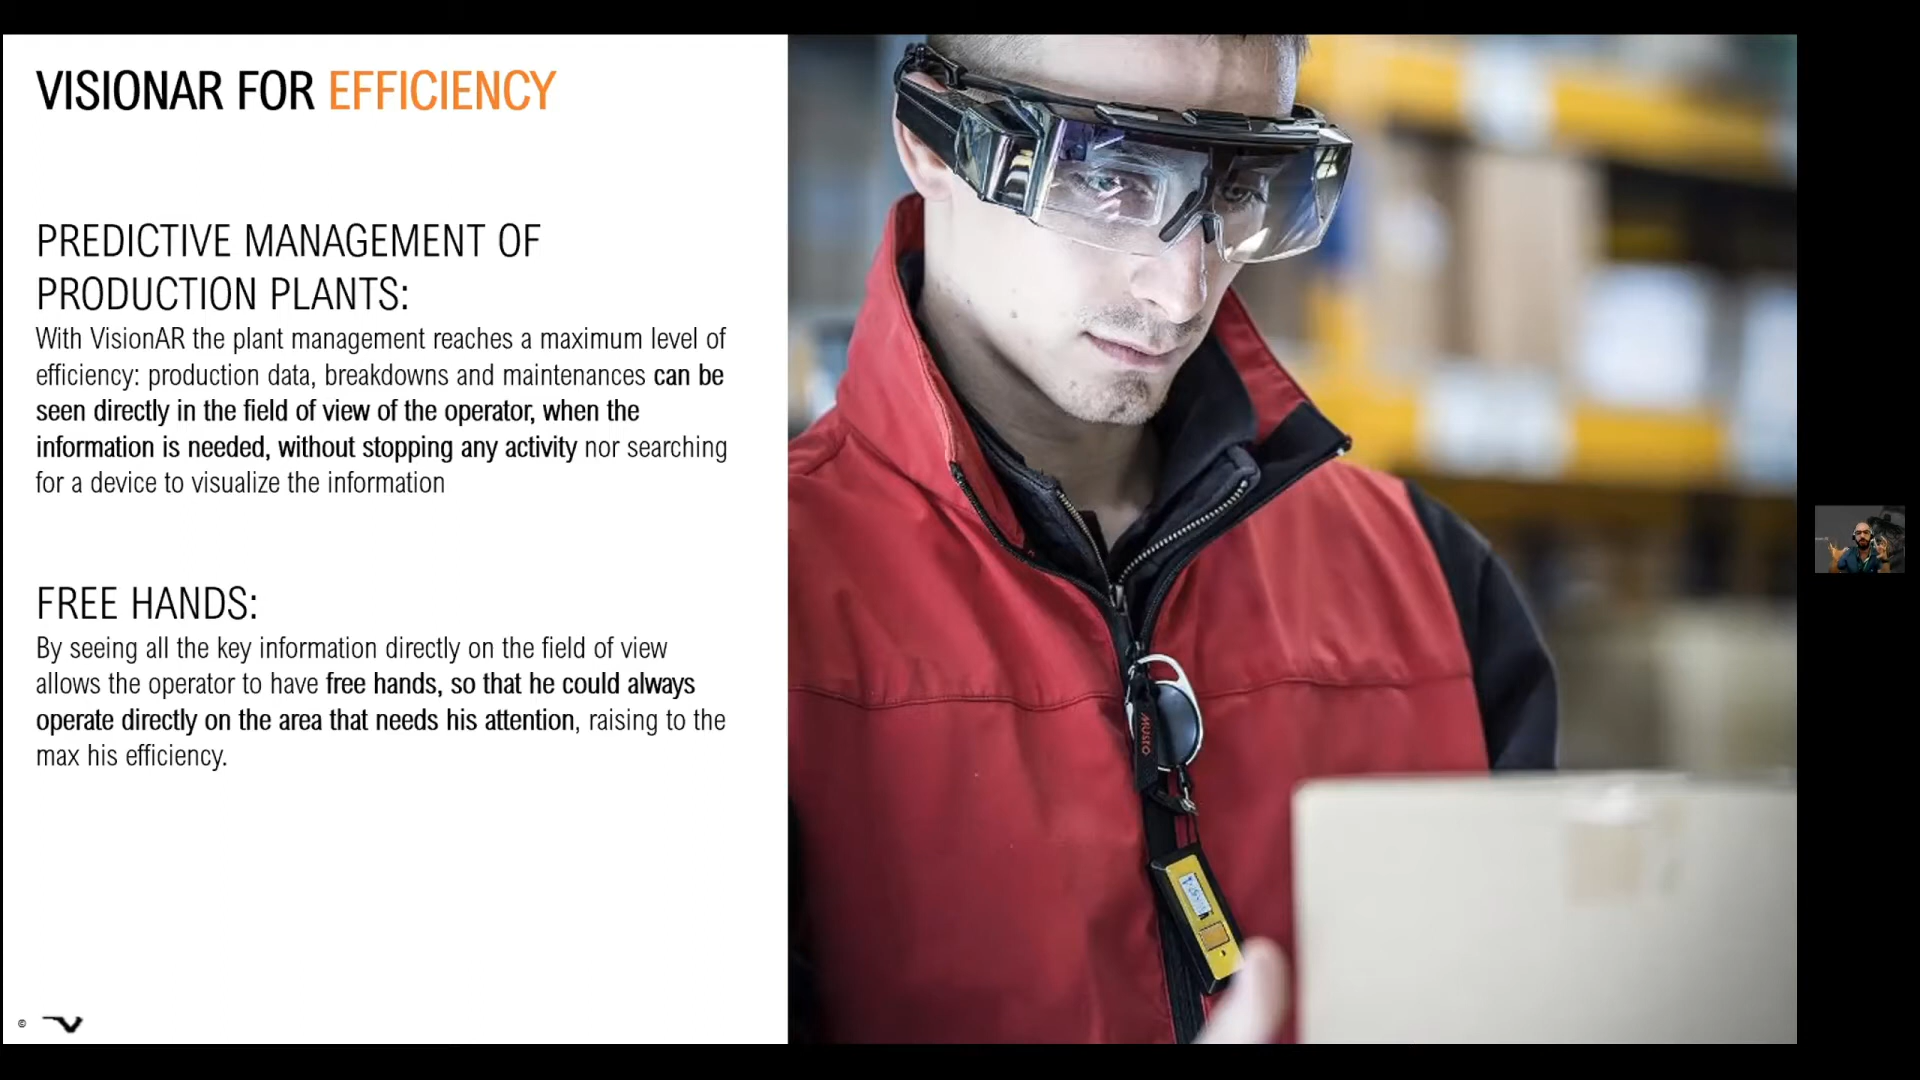 VISIONAR FOR EFFICIENCY
PREDICTIVE MANAGEMENT OF
PRODUCTION PLANTS:
With VisionAR the plant management reaches a maximum level of
efficiency: production data, breakdowns and maintenances can be
seen directly in the field of view of the operator, when the
information is needed, without stopping any activity nor searching
for a device to visualize the information
FREE HANDS:
By seeing all the key information directly on the field of view
allows the operator to have free hands, so that he could always
operate directly on the area that needs his attention, raising to the
max his efficiency.
©
MUSTO